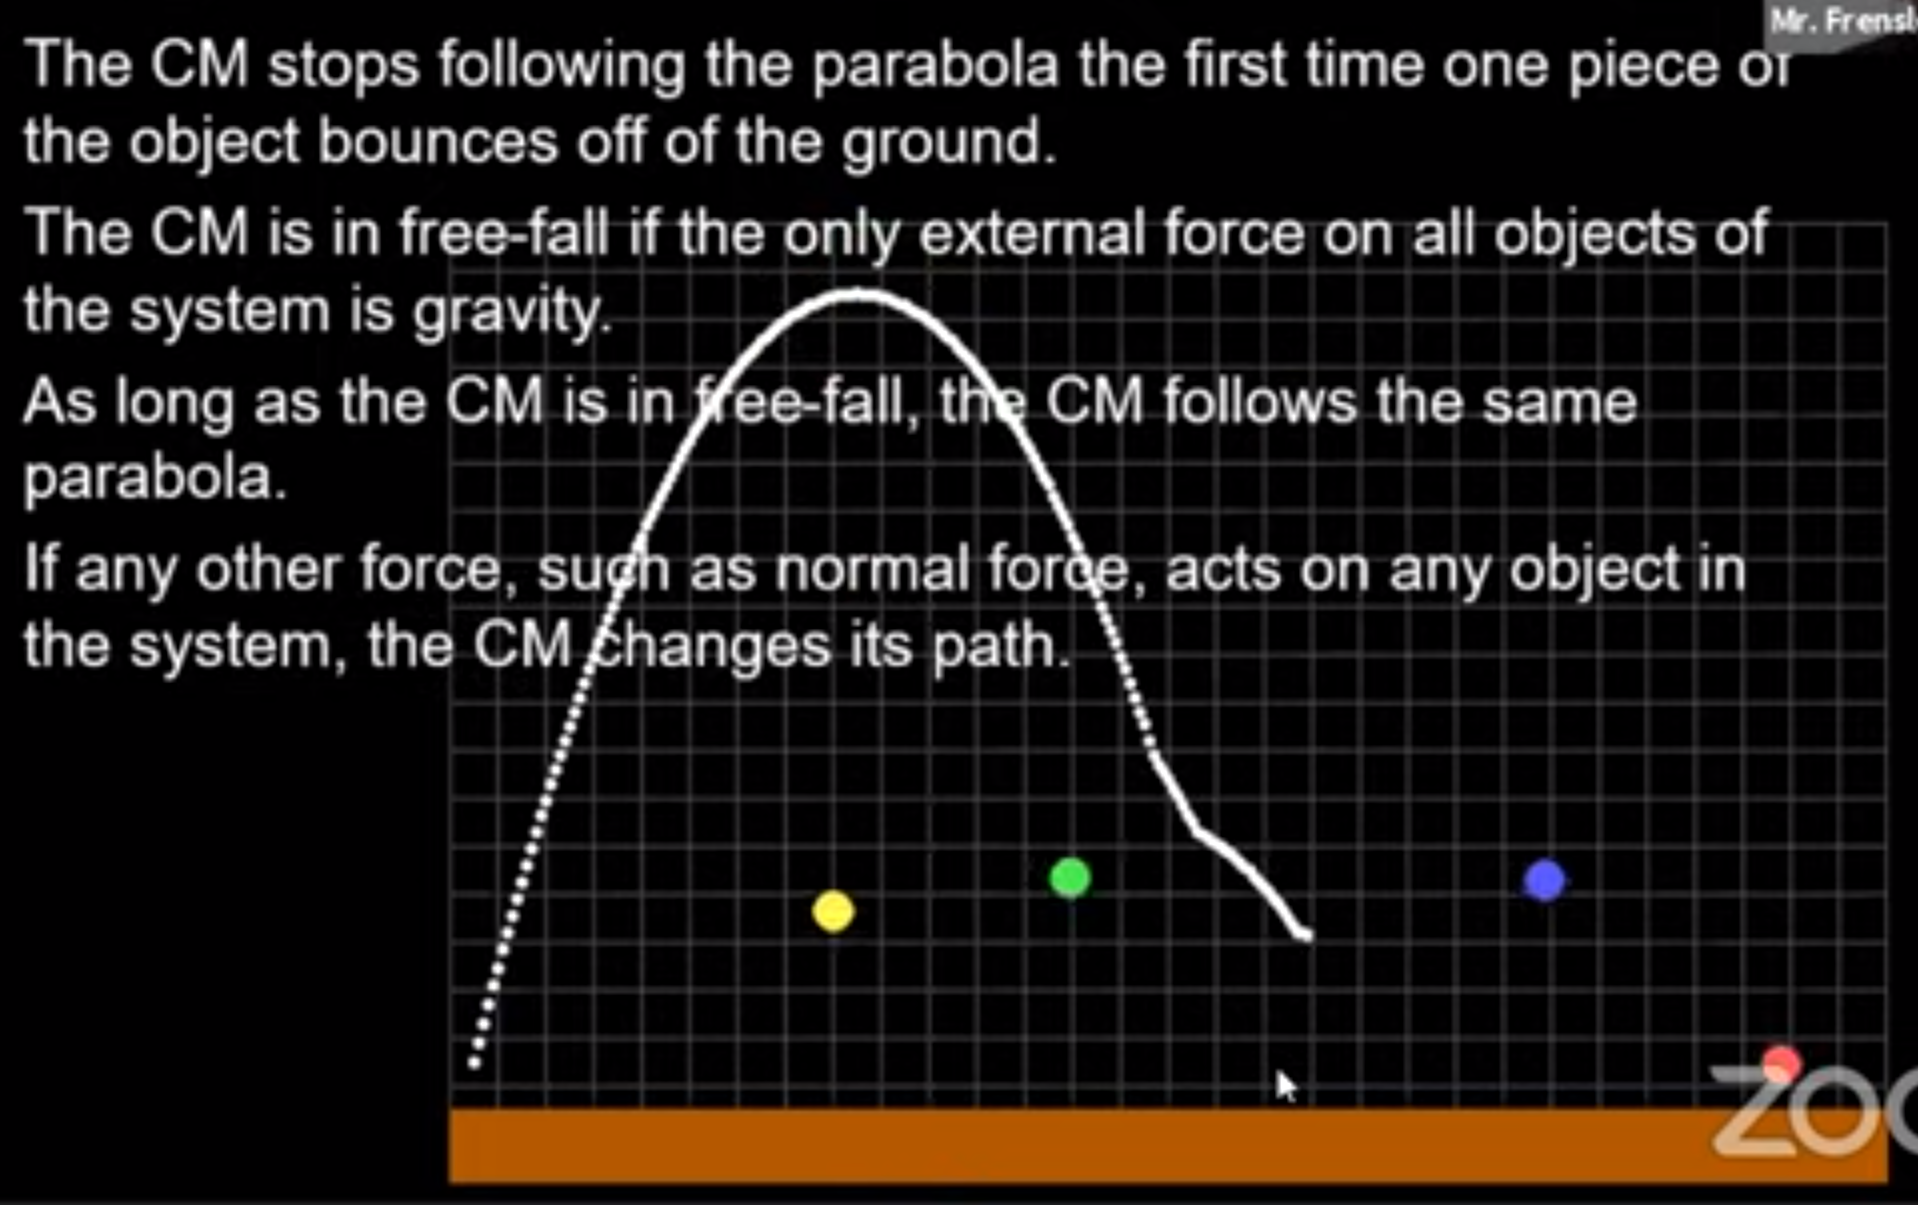 Mr. Frensl
The CM stops following the parabola the first time one piece of
the object bounces off of the ground.
The CM is in free-fall if the only external force on all objects of
the system is gravity.
As long as the CM is in free-fall, the CM follows the same
parabola.
If any other force, such as normal force, acts on any object in
the system, the CM changes its path.
zoo